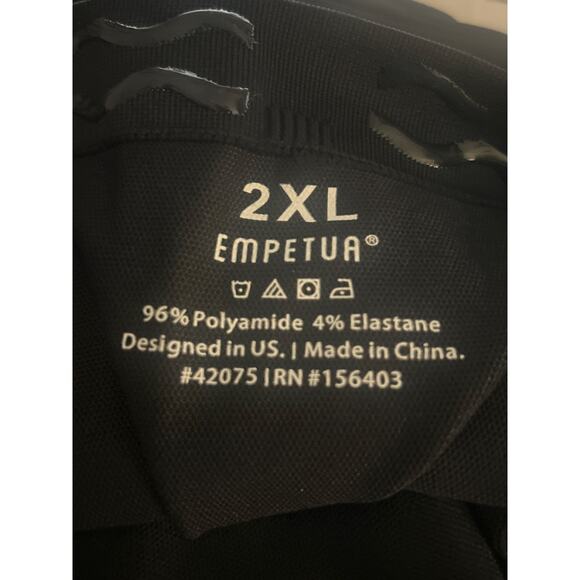 2XL
EMPETUA®
96% Polyamide 4% Elastane
Designed in US. | Made in China.
#42075 | RN #156403